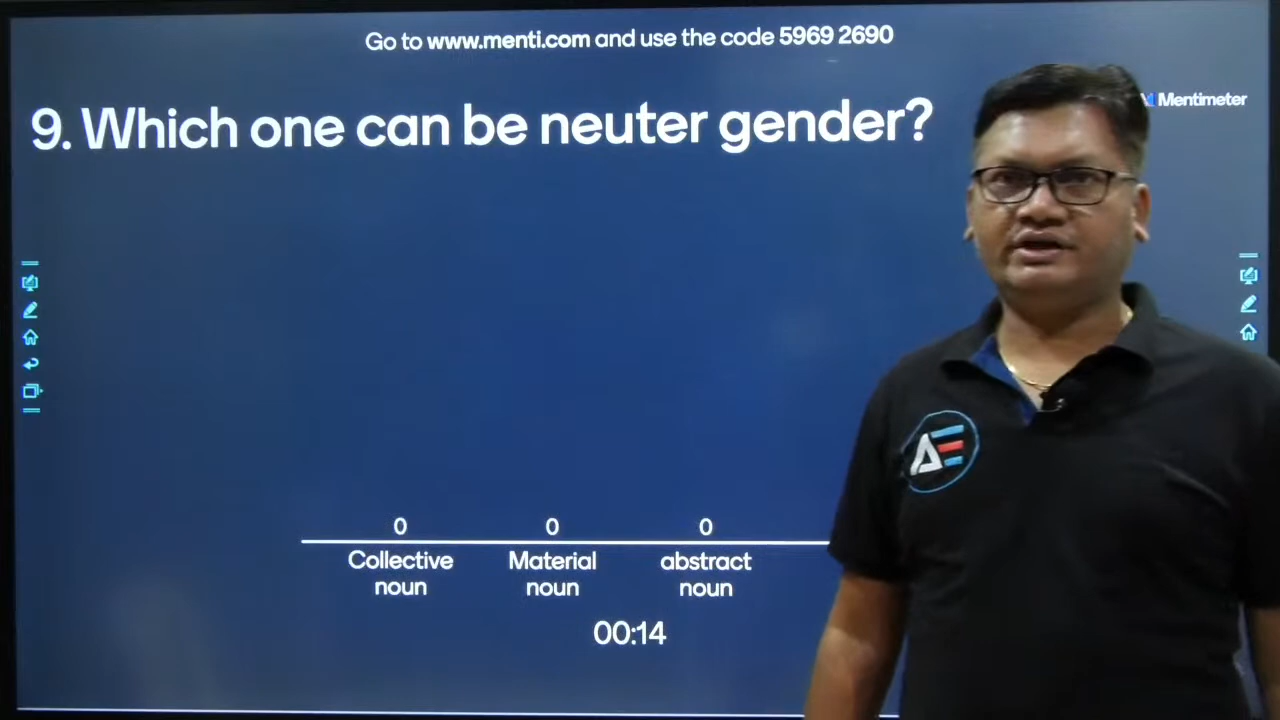 Go to www.menti.com and use the code 5969 2690
Mentimeter
9. Which one can be neuter gender?
AE
0 0 0
Collective noun
Material noun
abstract noun
00:14